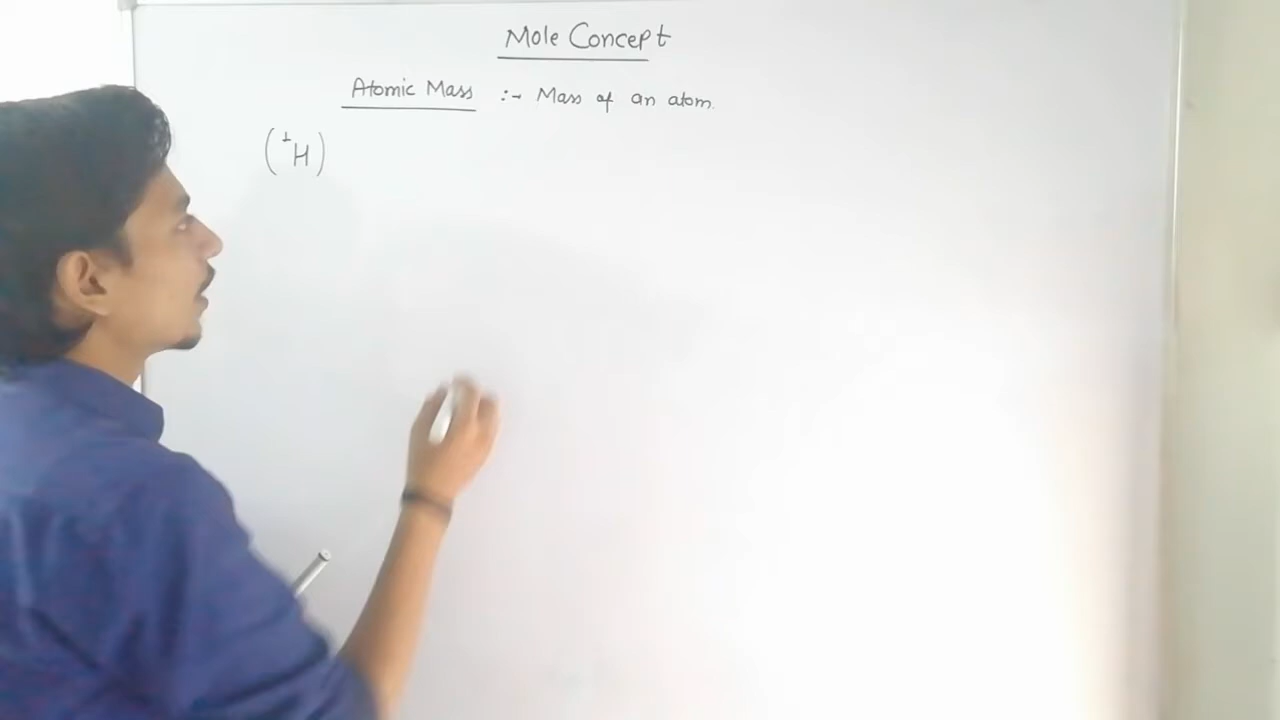 Mole Concept
Atomic Mass :- Mass of an atom.
(¹H)